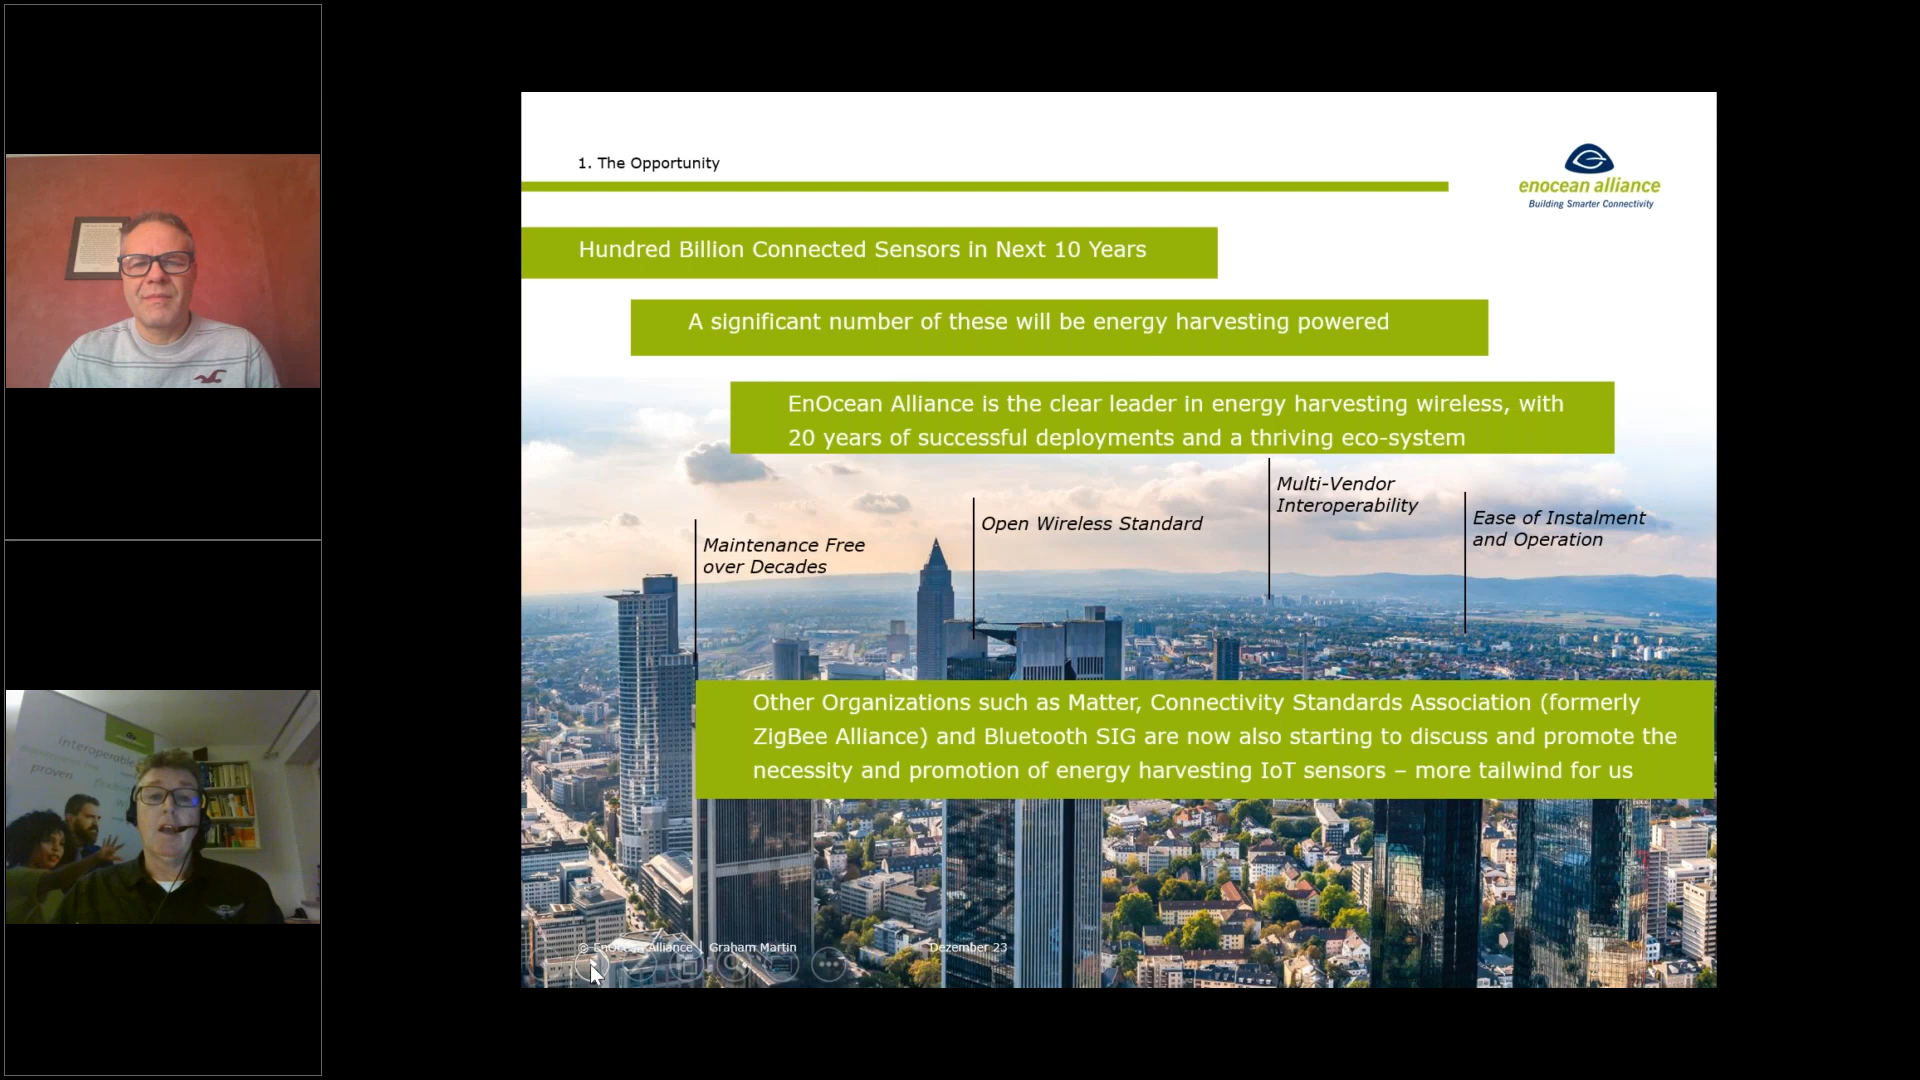 1. The Opportunity
enocean alliance
Building Smarter Connectivity
Hundred Billion Connected Sensors in Next 10 Years
A significant number of these will be energy harvesting powered
EnOcean Alliance is the clear leader in energy harvesting wireless, with
20 years of successful deployments and a thriving eco-system
Maintenance Free
over Decades
Open Wireless Standard
Multi-Vendor
Interoperability
Ease of Instalment
and Operation
Other Organizations such as Matter, Connectivity Standards Association (formerly
ZigBee Alliance) and Bluetooth SIG are now also starting to discuss and promote the
necessity and promotion of energy harvesting IoT sensors – more tailwind for us
© EnOcean Alliance | Graham Martin
Dezember 23
interoperable
proven